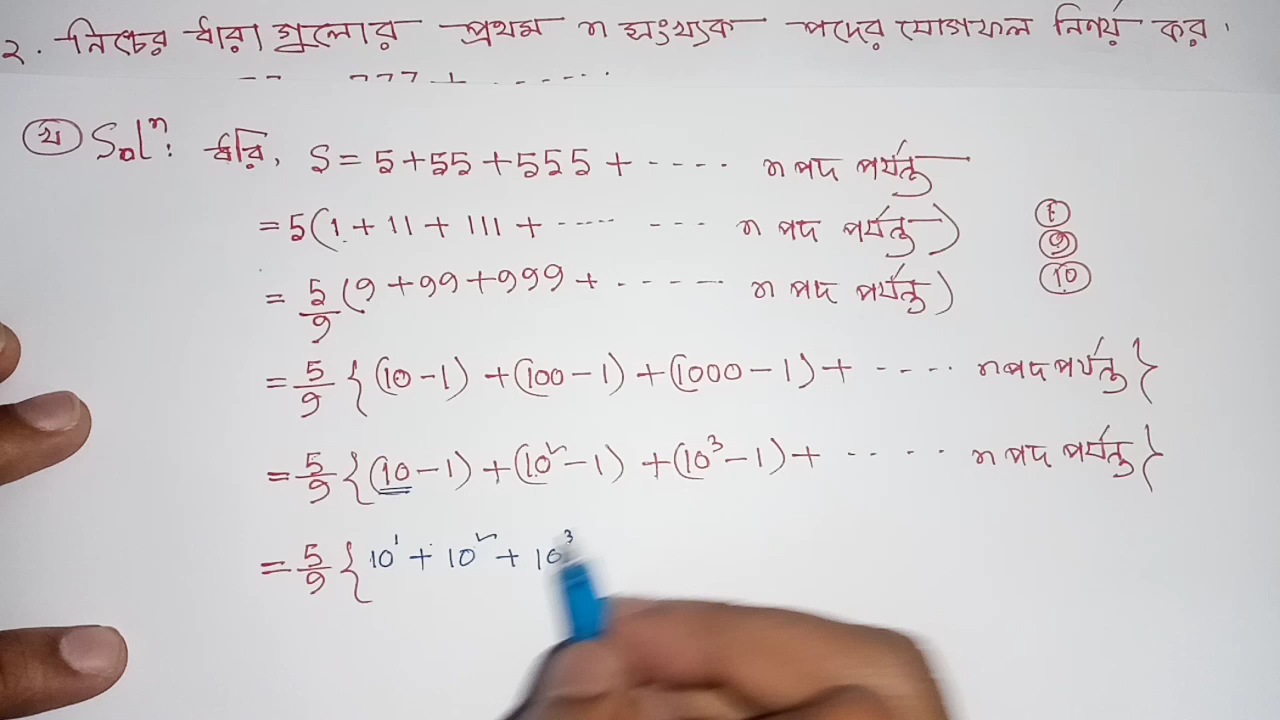 ২. নিচের ধারা গুলোর প্রথম n সংখ্যক পদের যোগফল নির্ণয় কর।
খ Solⁿ: ধরি, S = 5 + 55 + 555 + ···· n পদ পর্যন্ত
= 5(1 + 11 + 111 + ···· ··· n পদ পর্যন্ত)
= 5/9 (9 + 99 + 999 + ····· n পদ পর্যন্ত)
= 5/9 {(10 - 1) + (100 - 1) + (1000 - 1) + ···· n পদ পর্যন্ত}
= 5/9 {(10 - 1) + (10² - 1) + (10³ - 1) + ···· n পদ পর্যন্ত}
= 5/9 {10¹ + 10² + 10³
10